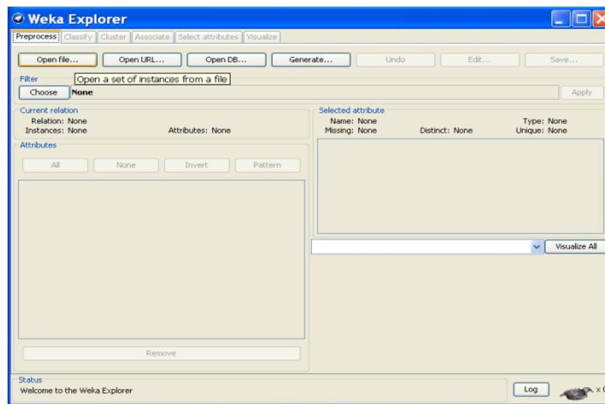 Weka Explorer
Preprocess Classify Cluster Associate Select attributes Visualize
Open file... Open URL... Open DB... Generate... Undo Edit... Save...
Open a set of instances from a file
Filter
Choose None Apply
Current relation
Relation: None
Instances: None Attributes: None
Attributes
All None Invert Pattern
Remove
Selected attribute
Name: None Type: None
Missing: None Distinct: None Unique: None
Visualize All
Status
Welcome to the Weka Explorer
Log x 0